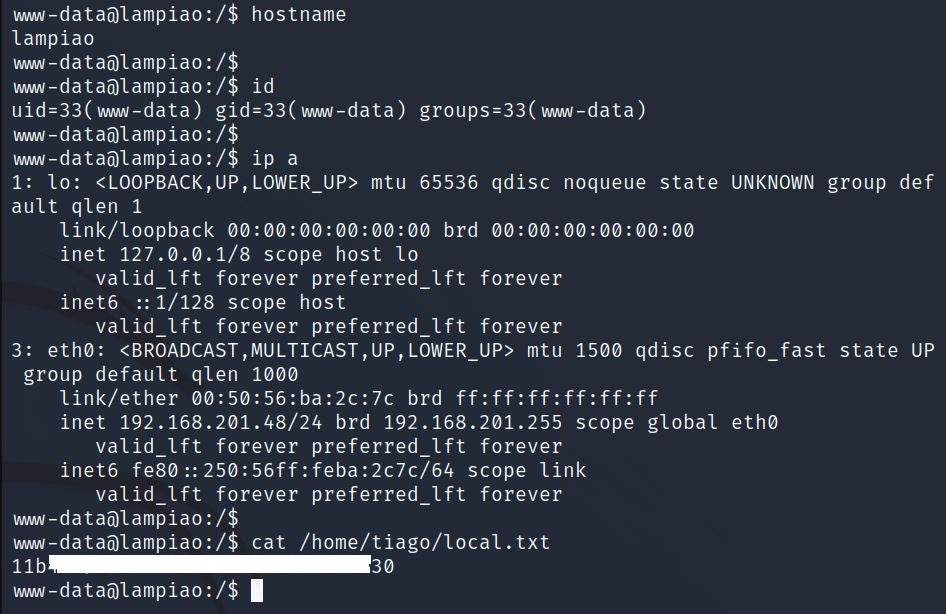 www-data@lampiao:/$ hostname
lampiao
www-data@lampiao:/$
www-data@lampiao:/$ id
uid=33(www-data) gid=33(www-data) groups=33(www-data)
www-data@lampiao:/$
www-data@lampiao:/$ ip a
1: lo: <LOOPBACK,UP,LOWER_UP> mtu 65536 qdisc noqueue state UNKNOWN group def
ault qlen 1
    link/loopback 00:00:00:00:00:00 brd 00:00:00:00:00:00
    inet 127.0.0.1/8 scope host lo
       valid_lft forever preferred_lft forever
    inet6 ::1/128 scope host
       valid_lft forever preferred_lft forever
3: eth0: <BROADCAST,MULTICAST,UP,LOWER_UP> mtu 1500 qdisc pfifo_fast state UP
 group default qlen 1000
    link/ether 00:50:56:ba:2c:7c brd ff:ff:ff:ff:ff:ff
    inet 192.168.201.48/24 brd 192.168.201.255 scope global eth0
       valid_lft forever preferred_lft forever
    inet6 fe80::250:56ff:feba:2c7c/64 scope link
       valid_lft forever preferred_lft forever
www-data@lampiao:/$
www-data@lampiao:/$ cat /home/tiago/local.txt
11b 30
www-data@lampiao:/$